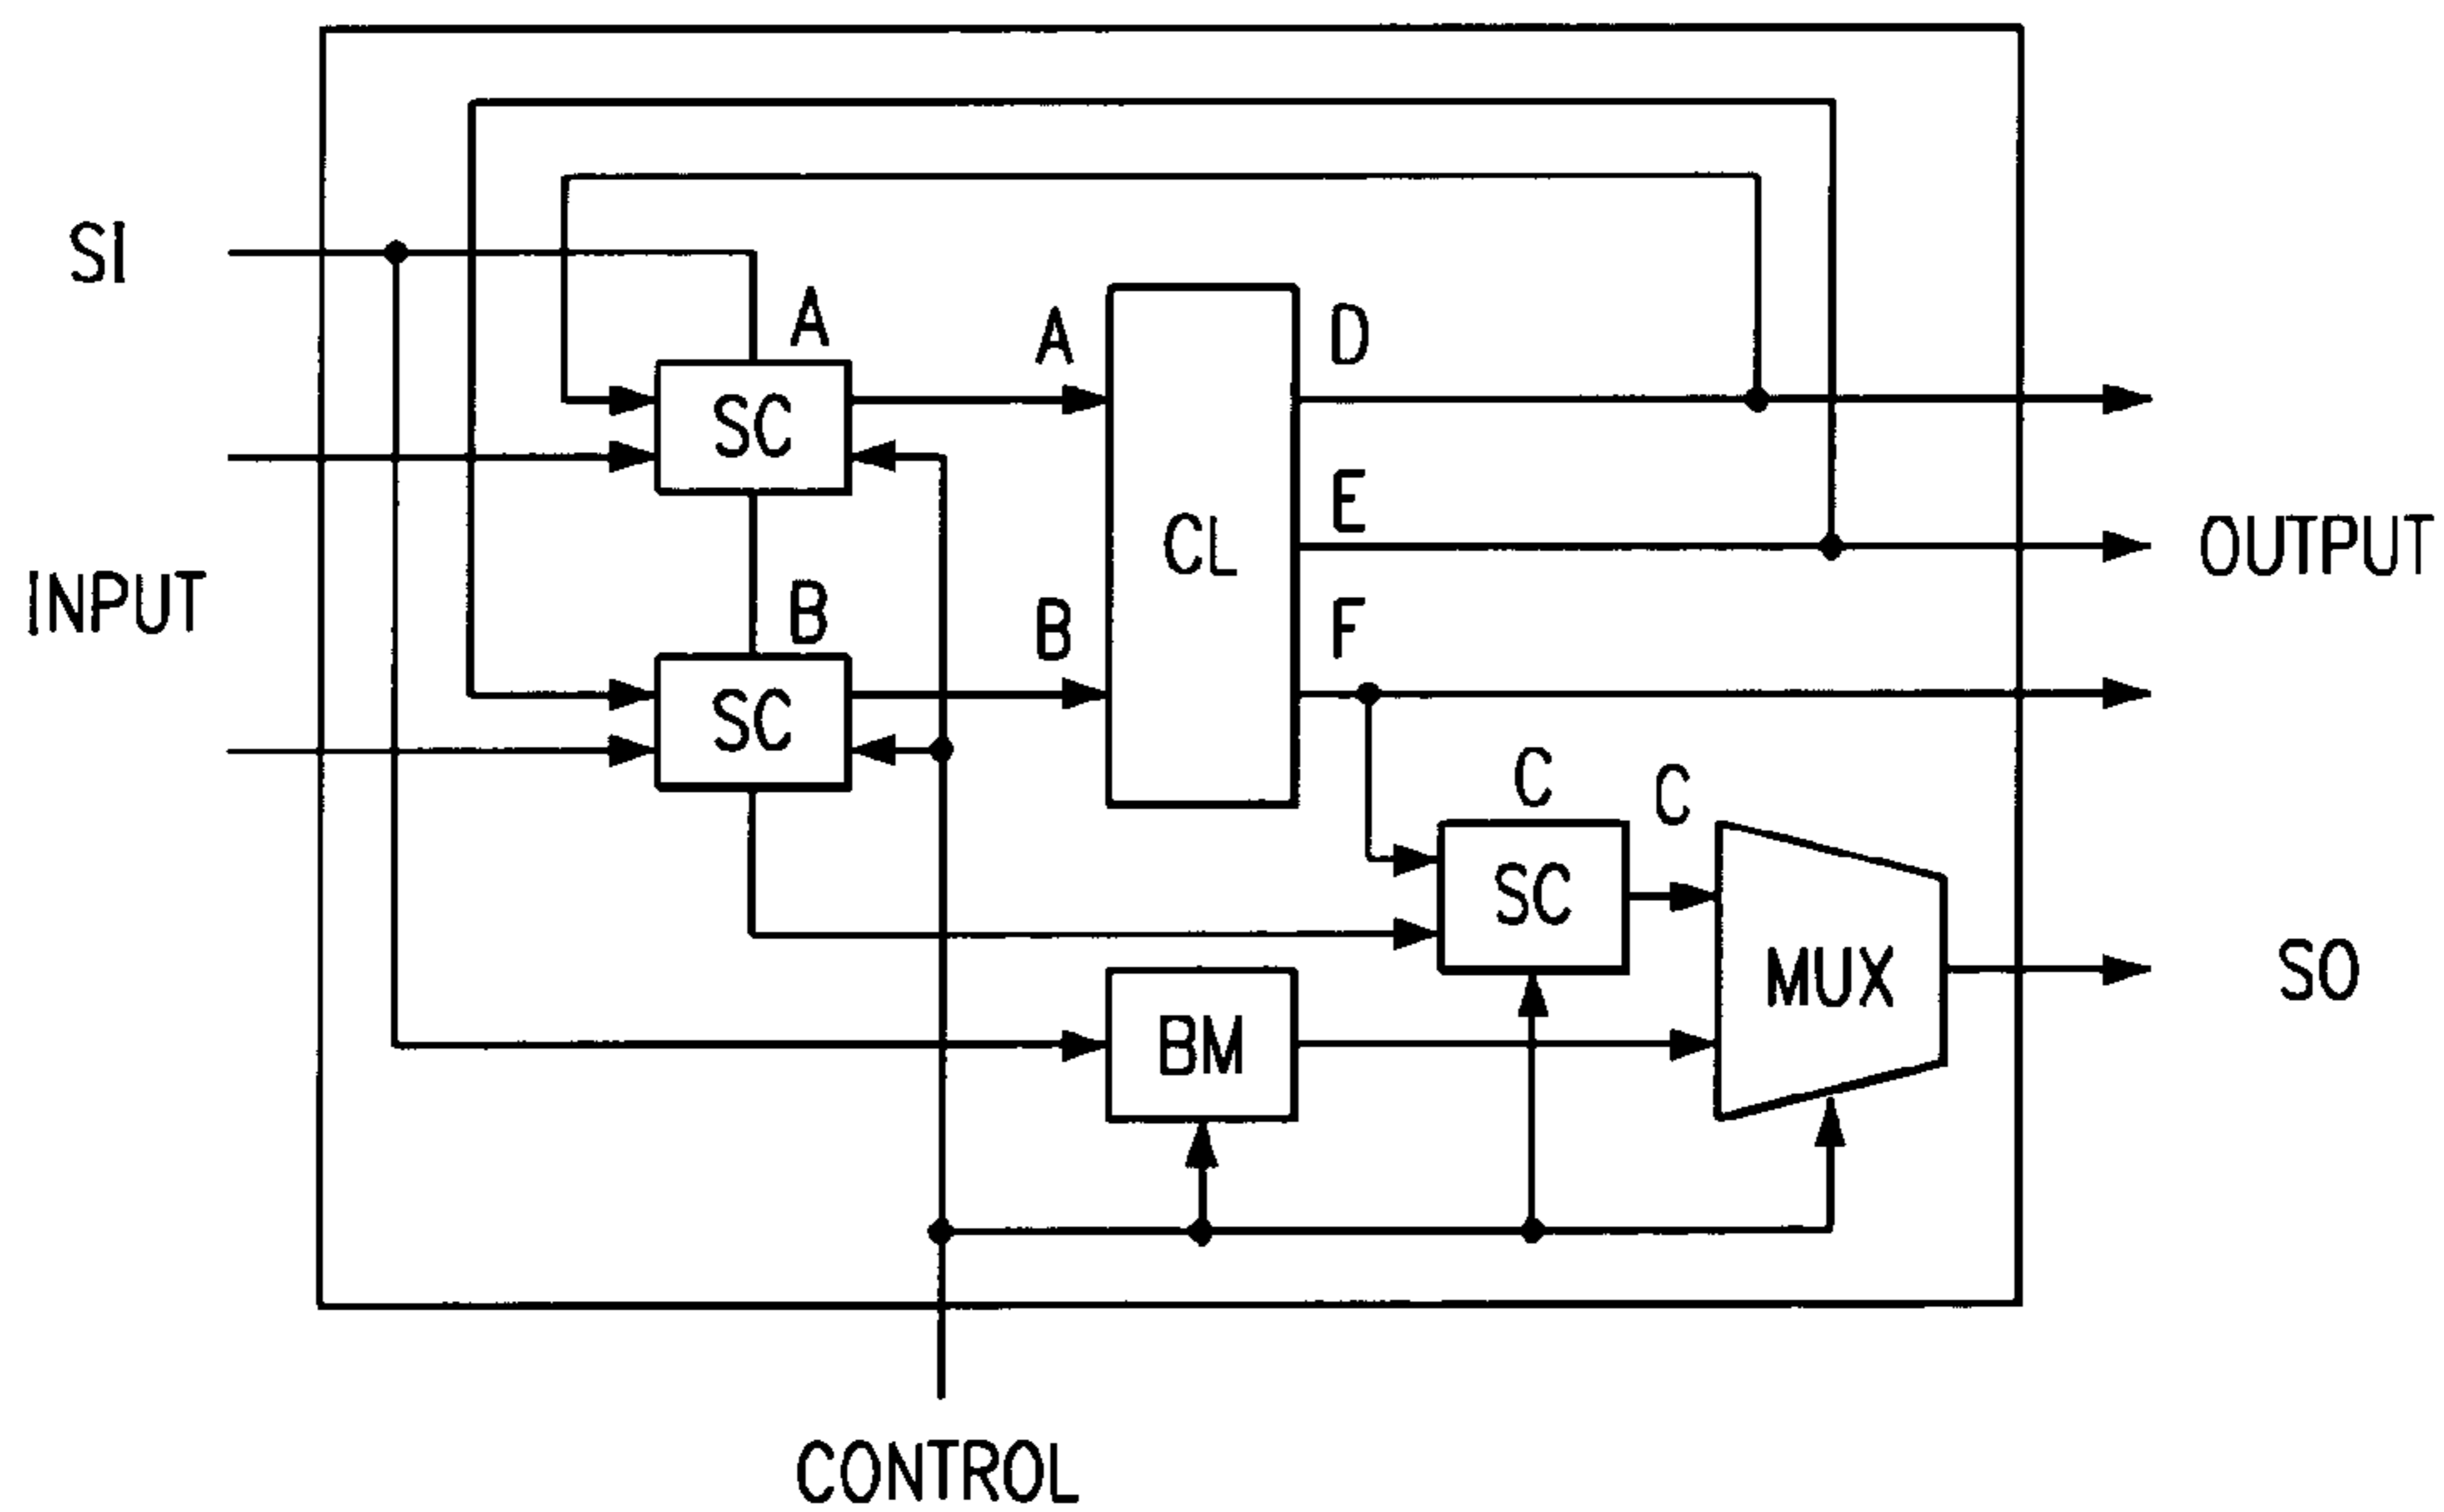 SI
A
A
D
SC
CL
E
INPUT
OUTPUT
B
B
F
SC
C
C
SC
MUX
SO
BM
CONTROL